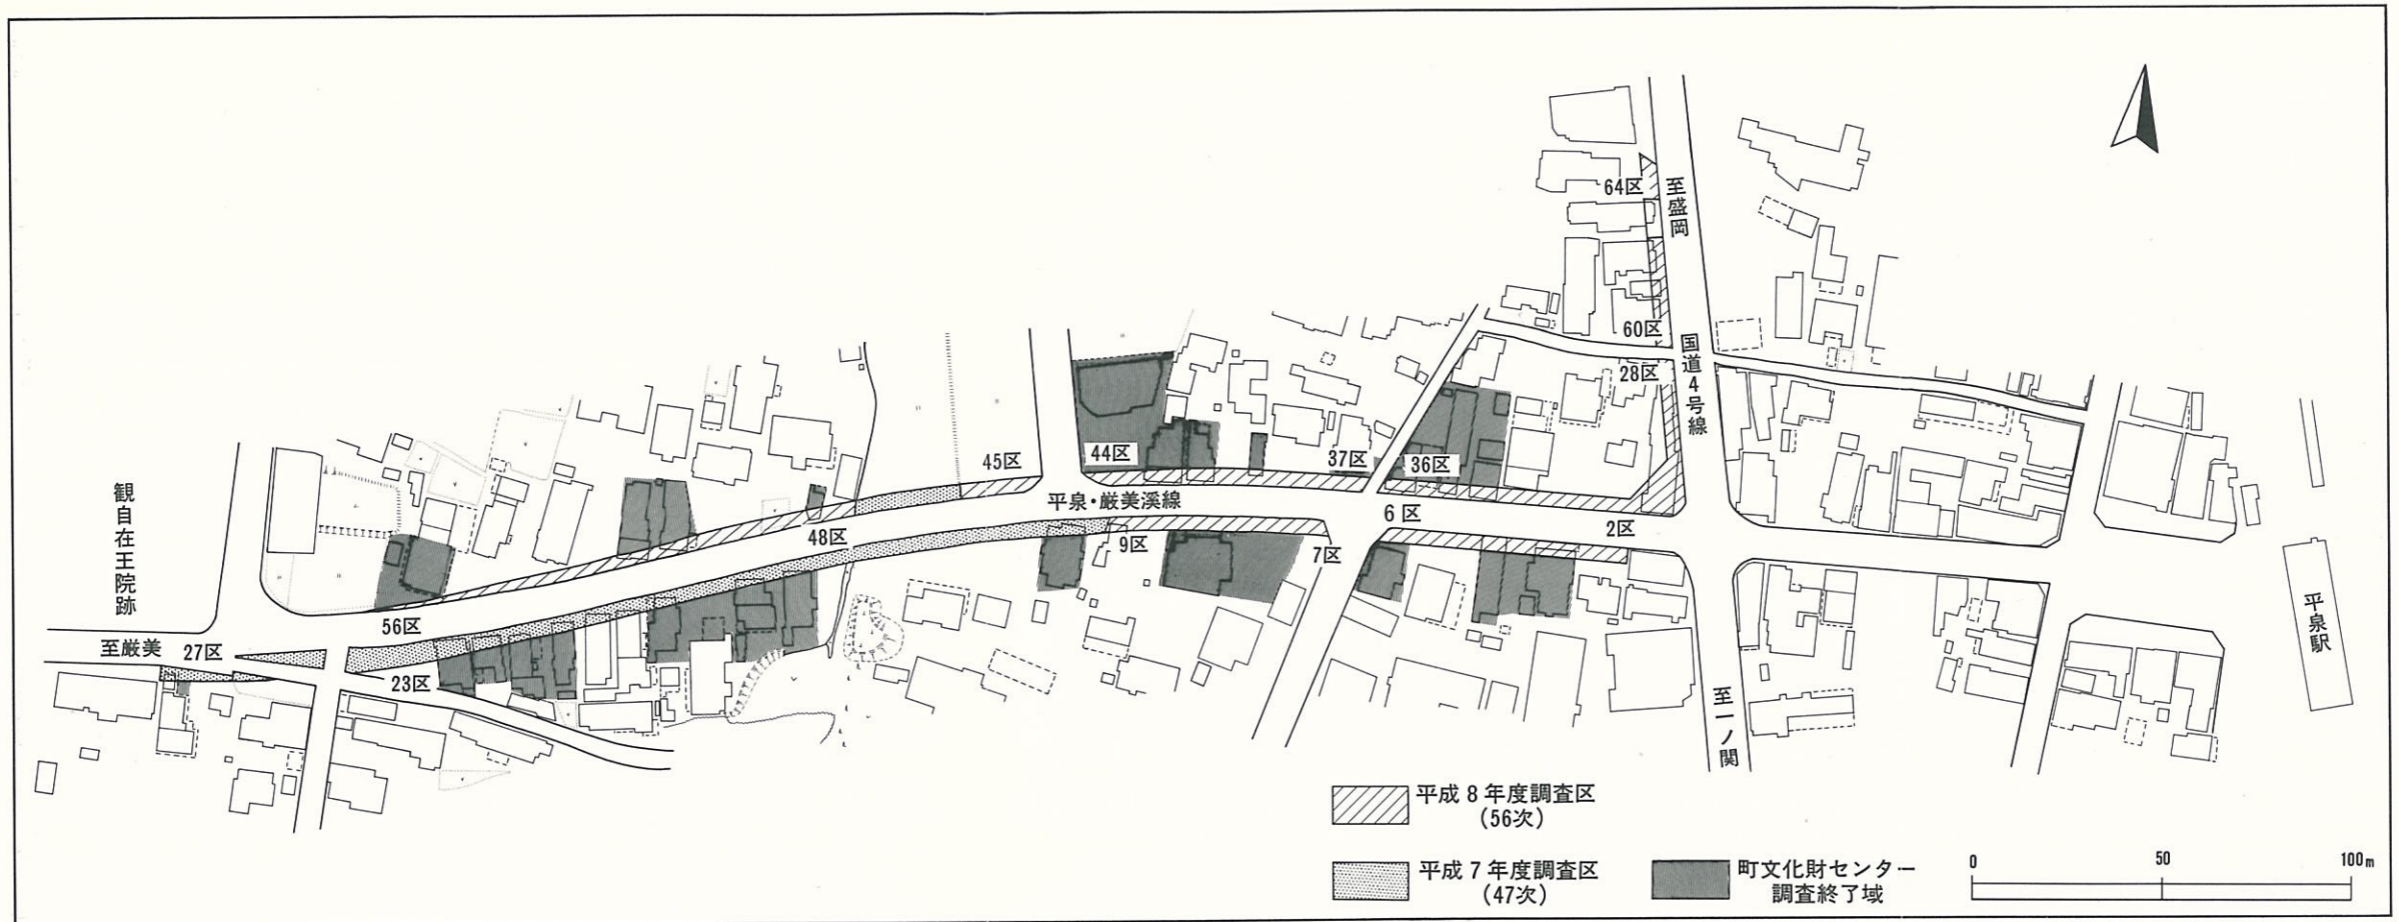 64区
至盛岡
60区
28区
国道4号線
45区
44区
37区
36区
平泉・厳美溪線
6区
2区
48区
9区
7区
観自在王院跡
56区
至厳美
27区
23区
平泉駅
至一ノ関
平成8年度調査区
(56次)
平成7年度調査区
(47次)
町文化財センター
調査終了域
0 50 100m